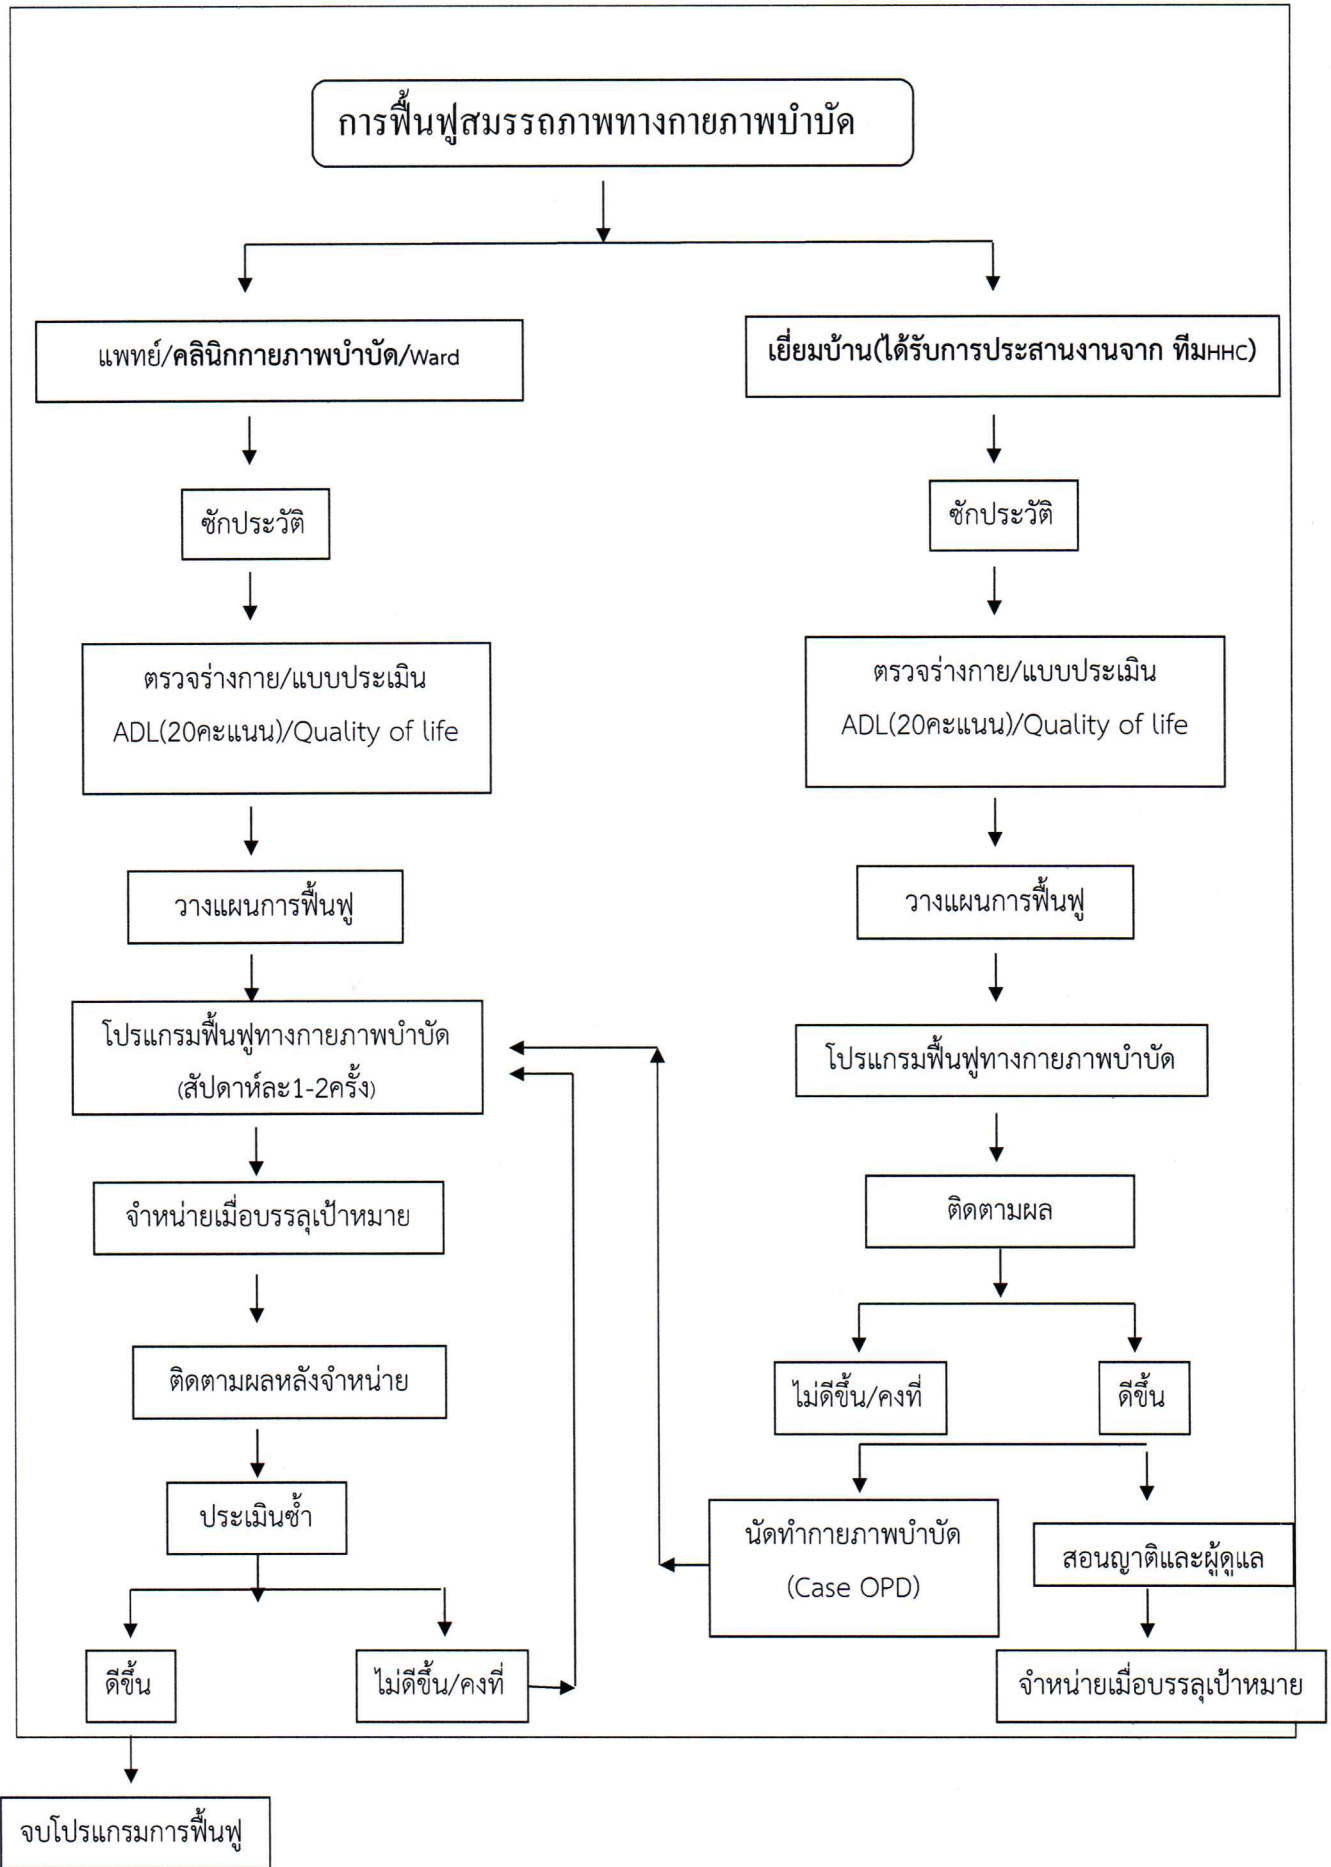 การฟื้นฟูสมรรถภาพทางกายภาพบำบัด
แพทย์/คลินิกกายภาพบำบัด/Ward
เยี่ยมบ้าน(ได้รับการประสานงานจาก ทีมHHC)
ซักประวัติ
ซักประวัติ
ตรวจร่างกาย/แบบประเมิน
ADL(20คะแนน)/Quality of life
ตรวจร่างกาย/แบบประเมิน
ADL(20คะแนน)/Quality of life
วางแผนการฟื้นฟู
วางแผนการฟื้นฟู
โปรแกรมฟื้นฟูทางกายภาพบำบัด
(สัปดาห์ละ1-2ครั้ง)
โปรแกรมฟื้นฟูทางกายภาพบำบัด
จำหน่ายเมื่อบรรลุเป้าหมาย
ติดตามผล
ติดตามผลหลังจำหน่าย
ไม่ดีขึ้น/คงที่
ดีขึ้น
ประเมินซ้ำ
นัดทำกายภาพบำบัด
(Case OPD)
สอนญาติและผู้ดูแล
ดีขึ้น
ไม่ดีขึ้น/คงที่
จำหน่ายเมื่อบรรลุเป้าหมาย
จบโปรแกรมการฟื้นฟู